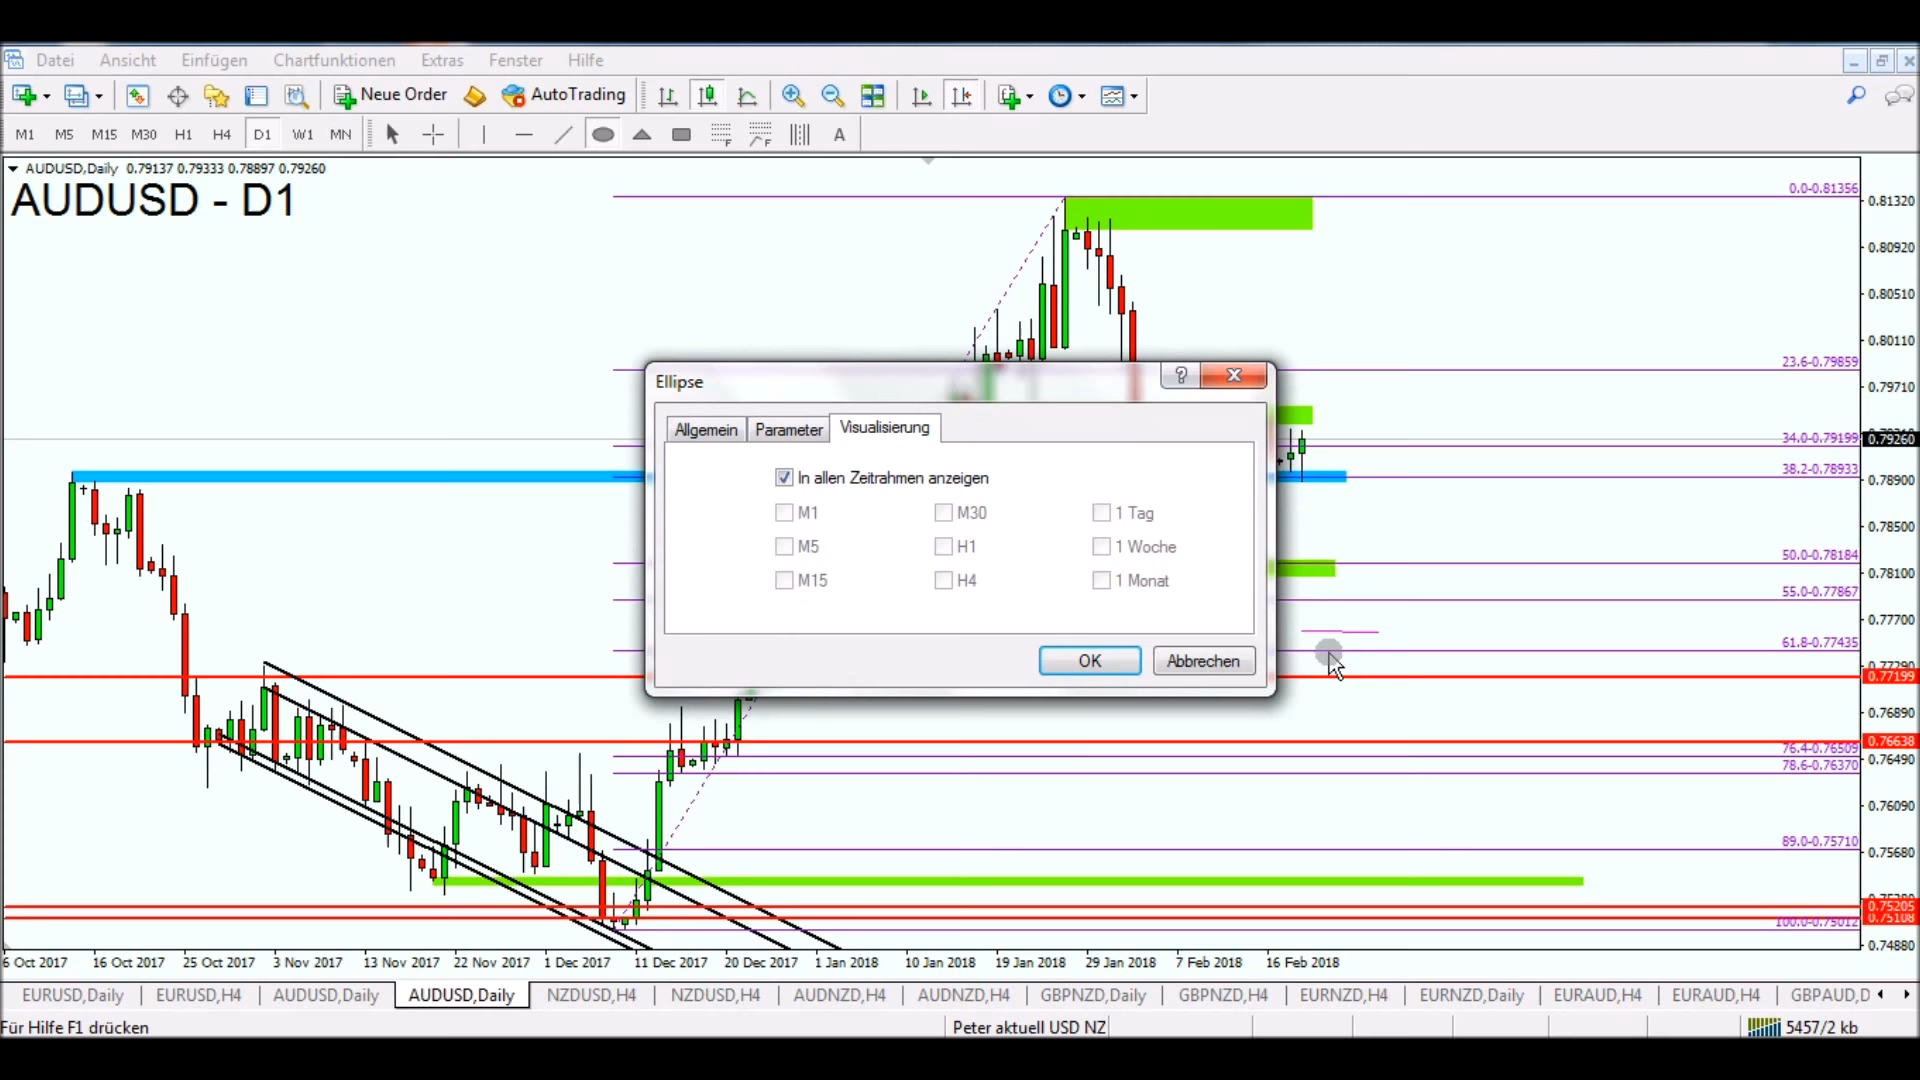 Datei Ansicht Einfügen Chartfunktionen Extras Fenster Hilfe
Neue Order AutoTrading
M1 M5 M15 M30 H1 H4 D1 W1 MN A
AUDUSD,Daily 0.79137 0.79333 0.78897 0.79260
AUDUSD - D1
0.0-0.81356
0.81320
0.80920
0.80511
0.80110
23.6-0.79859
0.79710
34.0-0.79199
0.79260
38.2-0.78933
0.78900
0.78500
50.0-0.78184
0.78100
55.0-0.77867
0.77700
61.8-0.77435
0.77290
0.77199
0.76890
0.76638
76.4-0.76509
0.76490
78.6-0.76370
0.76090
89.0-0.75710
0.75680
0.75205
0.75108
100.0-0.75012
0.74880
Ellipse
Allgemein Parameter Visualisierung
In allen Zeitrahmen anzeigen
M1 M30 1 Tag
M5 H1 1 Woche
M15 H4 1 Monat
OK Abbrechen
6 Oct 2017 16 Oct 2017 25 Oct 2017 3 Nov 2017 13 Nov 2017 22 Nov 2017 1 Dec 2017 11 Dec 2017 20 Dec 2017 1 Jan 2018 10 Jan 2018 19 Jan 2018 29 Jan 2018 7 Feb 2018 16 Feb 2018
EURUSD,Daily EURUSD,H4 AUDUSD,Daily AUDUSD,Daily NZDUSD,H4 NZDUSD,H4 AUDNZD,H4 AUDNZD,H4 GBPNZD,Daily GBPNZD,H4 EURNZD,H4 EURNZD,Daily EURAUD,H4 EURAUD,H4 GBPAUD,D
Für Hilfe F1 drücken Peter aktuell USD NZ 5457/2 kb